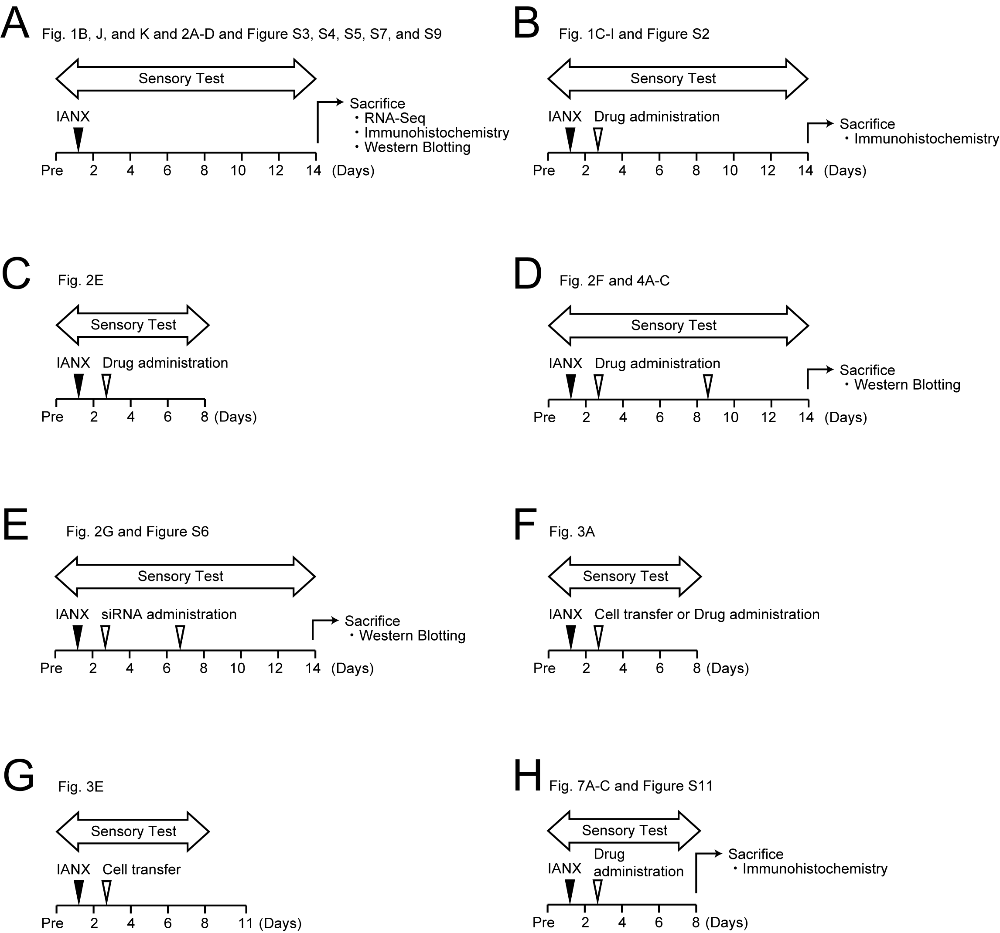 A
Fig. 1B, J, and K and 2A-D and Figure S3, S4, S5, S7, and S9
Sensory Test
IANX
Sacrifice
・RNA-Seq
・Immunohistochemistry
・Western Blotting
Pre 2 4 6 8 10 12 14 (Days)
B
Fig. 1C-I and Figure S2
Sensory Test
IANX Drug administration
Sacrifice
・Immunohistochemistry
Pre 2 4 6 8 10 12 14 (Days)
C
Fig. 2E
Sensory Test
IANX Drug administration
Pre 2 4 6 8 (Days)
D
Fig. 2F and 4A-C
Sensory Test
IANX Drug administration
Sacrifice
・Western Blotting
Pre 2 4 6 8 10 12 14 (Days)
E
Fig. 2G and Figure S6
Sensory Test
IANX siRNA administration
Sacrifice
・Western Blotting
Pre 2 4 6 8 10 12 14 (Days)
F
Fig. 3A
Sensory Test
IANX Cell transfer or Drug administration
Pre 2 4 6 8 (Days)
G
Fig. 3E
Sensory Test
IANX Cell transfer
Pre 2 4 6 8 11 (Days)
H
Fig. 7A-C and Figure S11
Sensory Test
Drug
IANX administration
Sacrifice
・Immunohistochemistry
Pre 2 4 6 8 (Days)